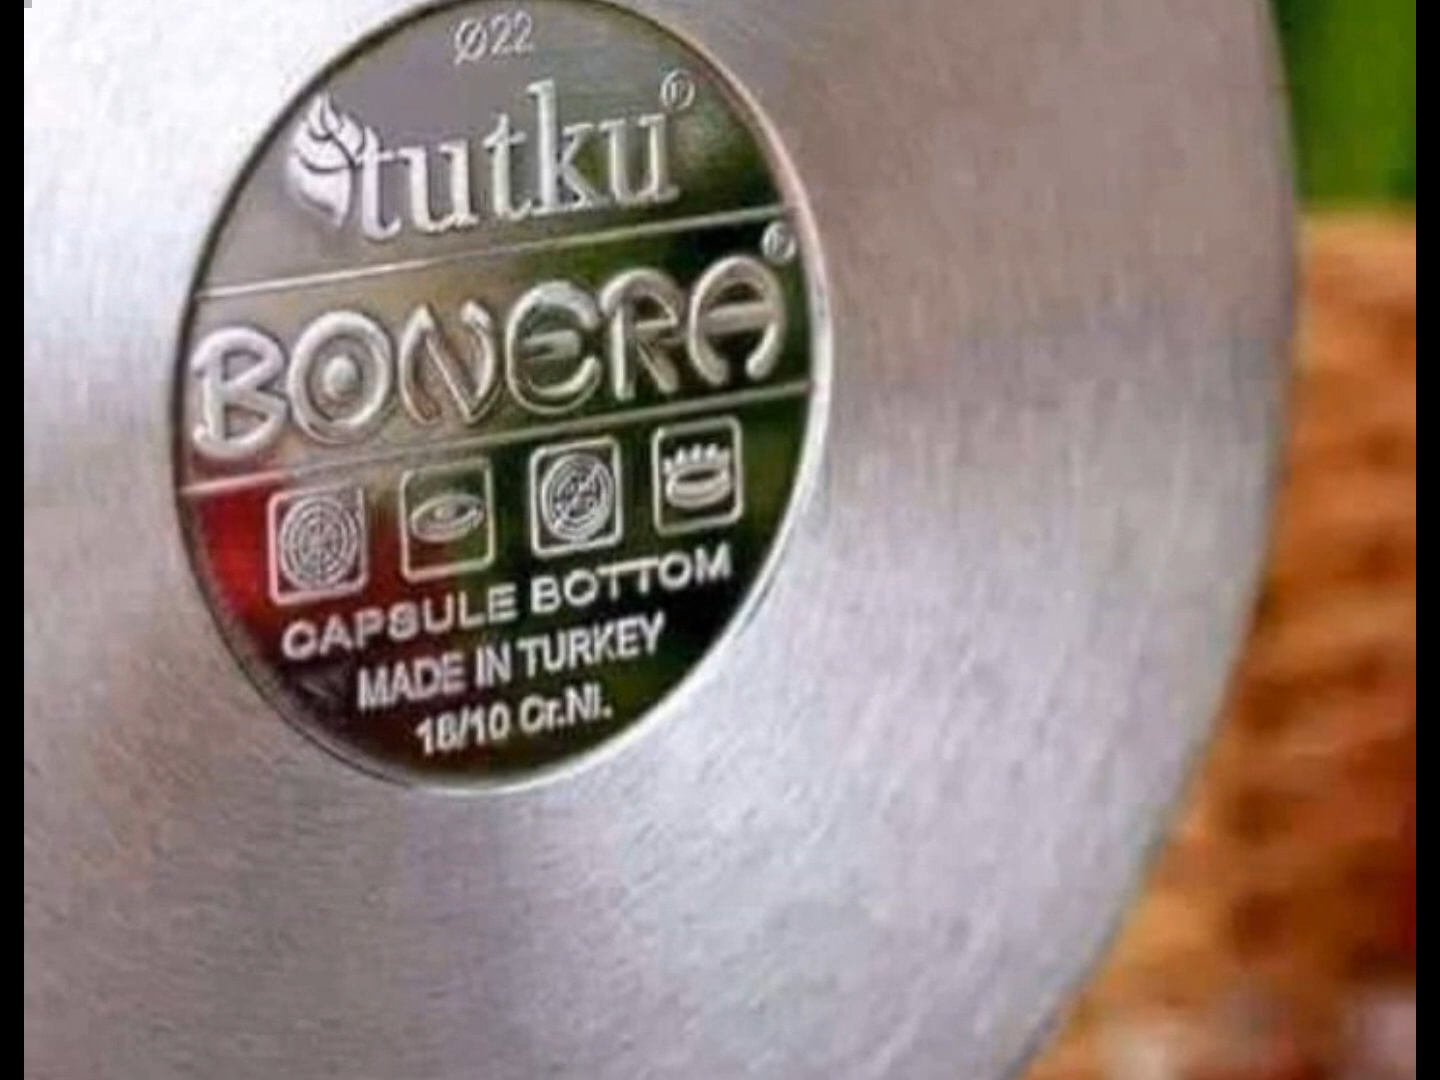 Ø22
tutku®
BONERA®
CAPSULE BOTTOM
MADE IN TURKEY
18/10 Cr.Ni.